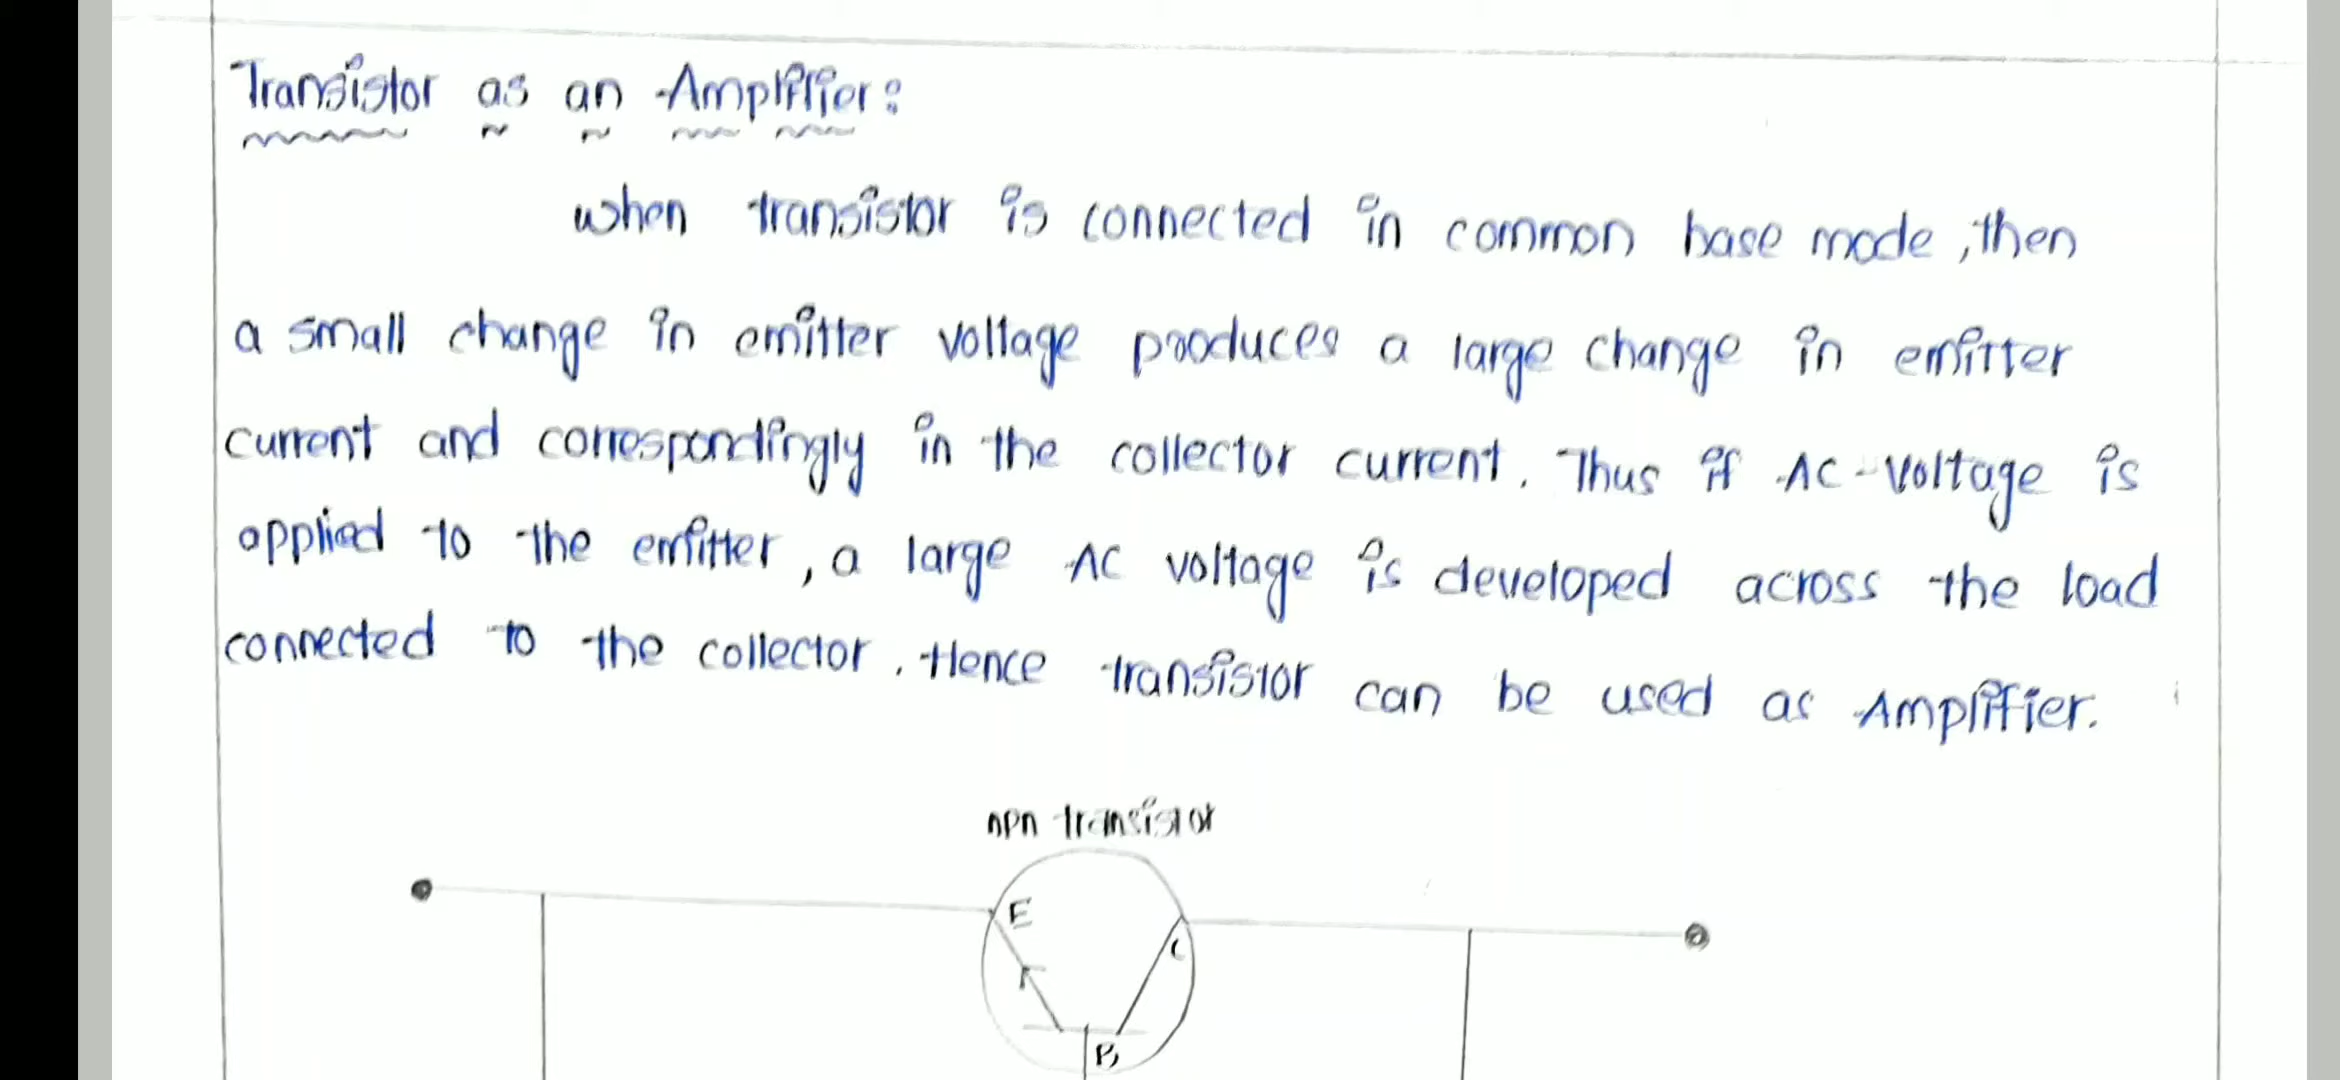 Transistor as an Amplifier:
when transistor is connected in common base mode, then
a small change in emitter voltage produces a large change in emitter
current and correspondingly in the collector current. Thus if AC-Voltage is
applied to the emitter, a large AC voltage is developed across the load
connected to the collector. Hence transistor can be used as Amplifier.
npn transistor
E
C
B